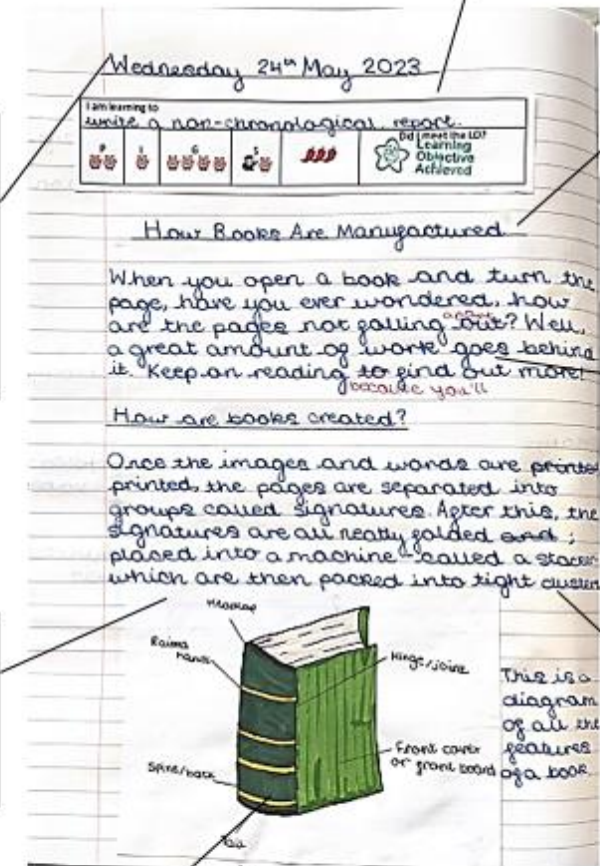 Wednesday 24th May 2023
I am learning to
write a non-chronological report.
P I G S
Did I meet the LO?
Learning
Objective
Achieved
How Books Are Manufactured
When you open a book and turn the
page, have you ever wondered, how
are the pages not falling out? Well,
a great amount of work goes behind
it. Keep on reading to find out more!
because you'll
How are books created?
Once the images and words are printe
printed, the pages are separated into
groups called signatures. After this, the
signatures are all neatly folded and ;
placed into a machine called a stacer
which are then packed into tight cluster
Headcap
Raised
hands
Hinge/joint
Spine/back
Front cover
or front board
Tail
This is a
diagram
of all the
features
of a book